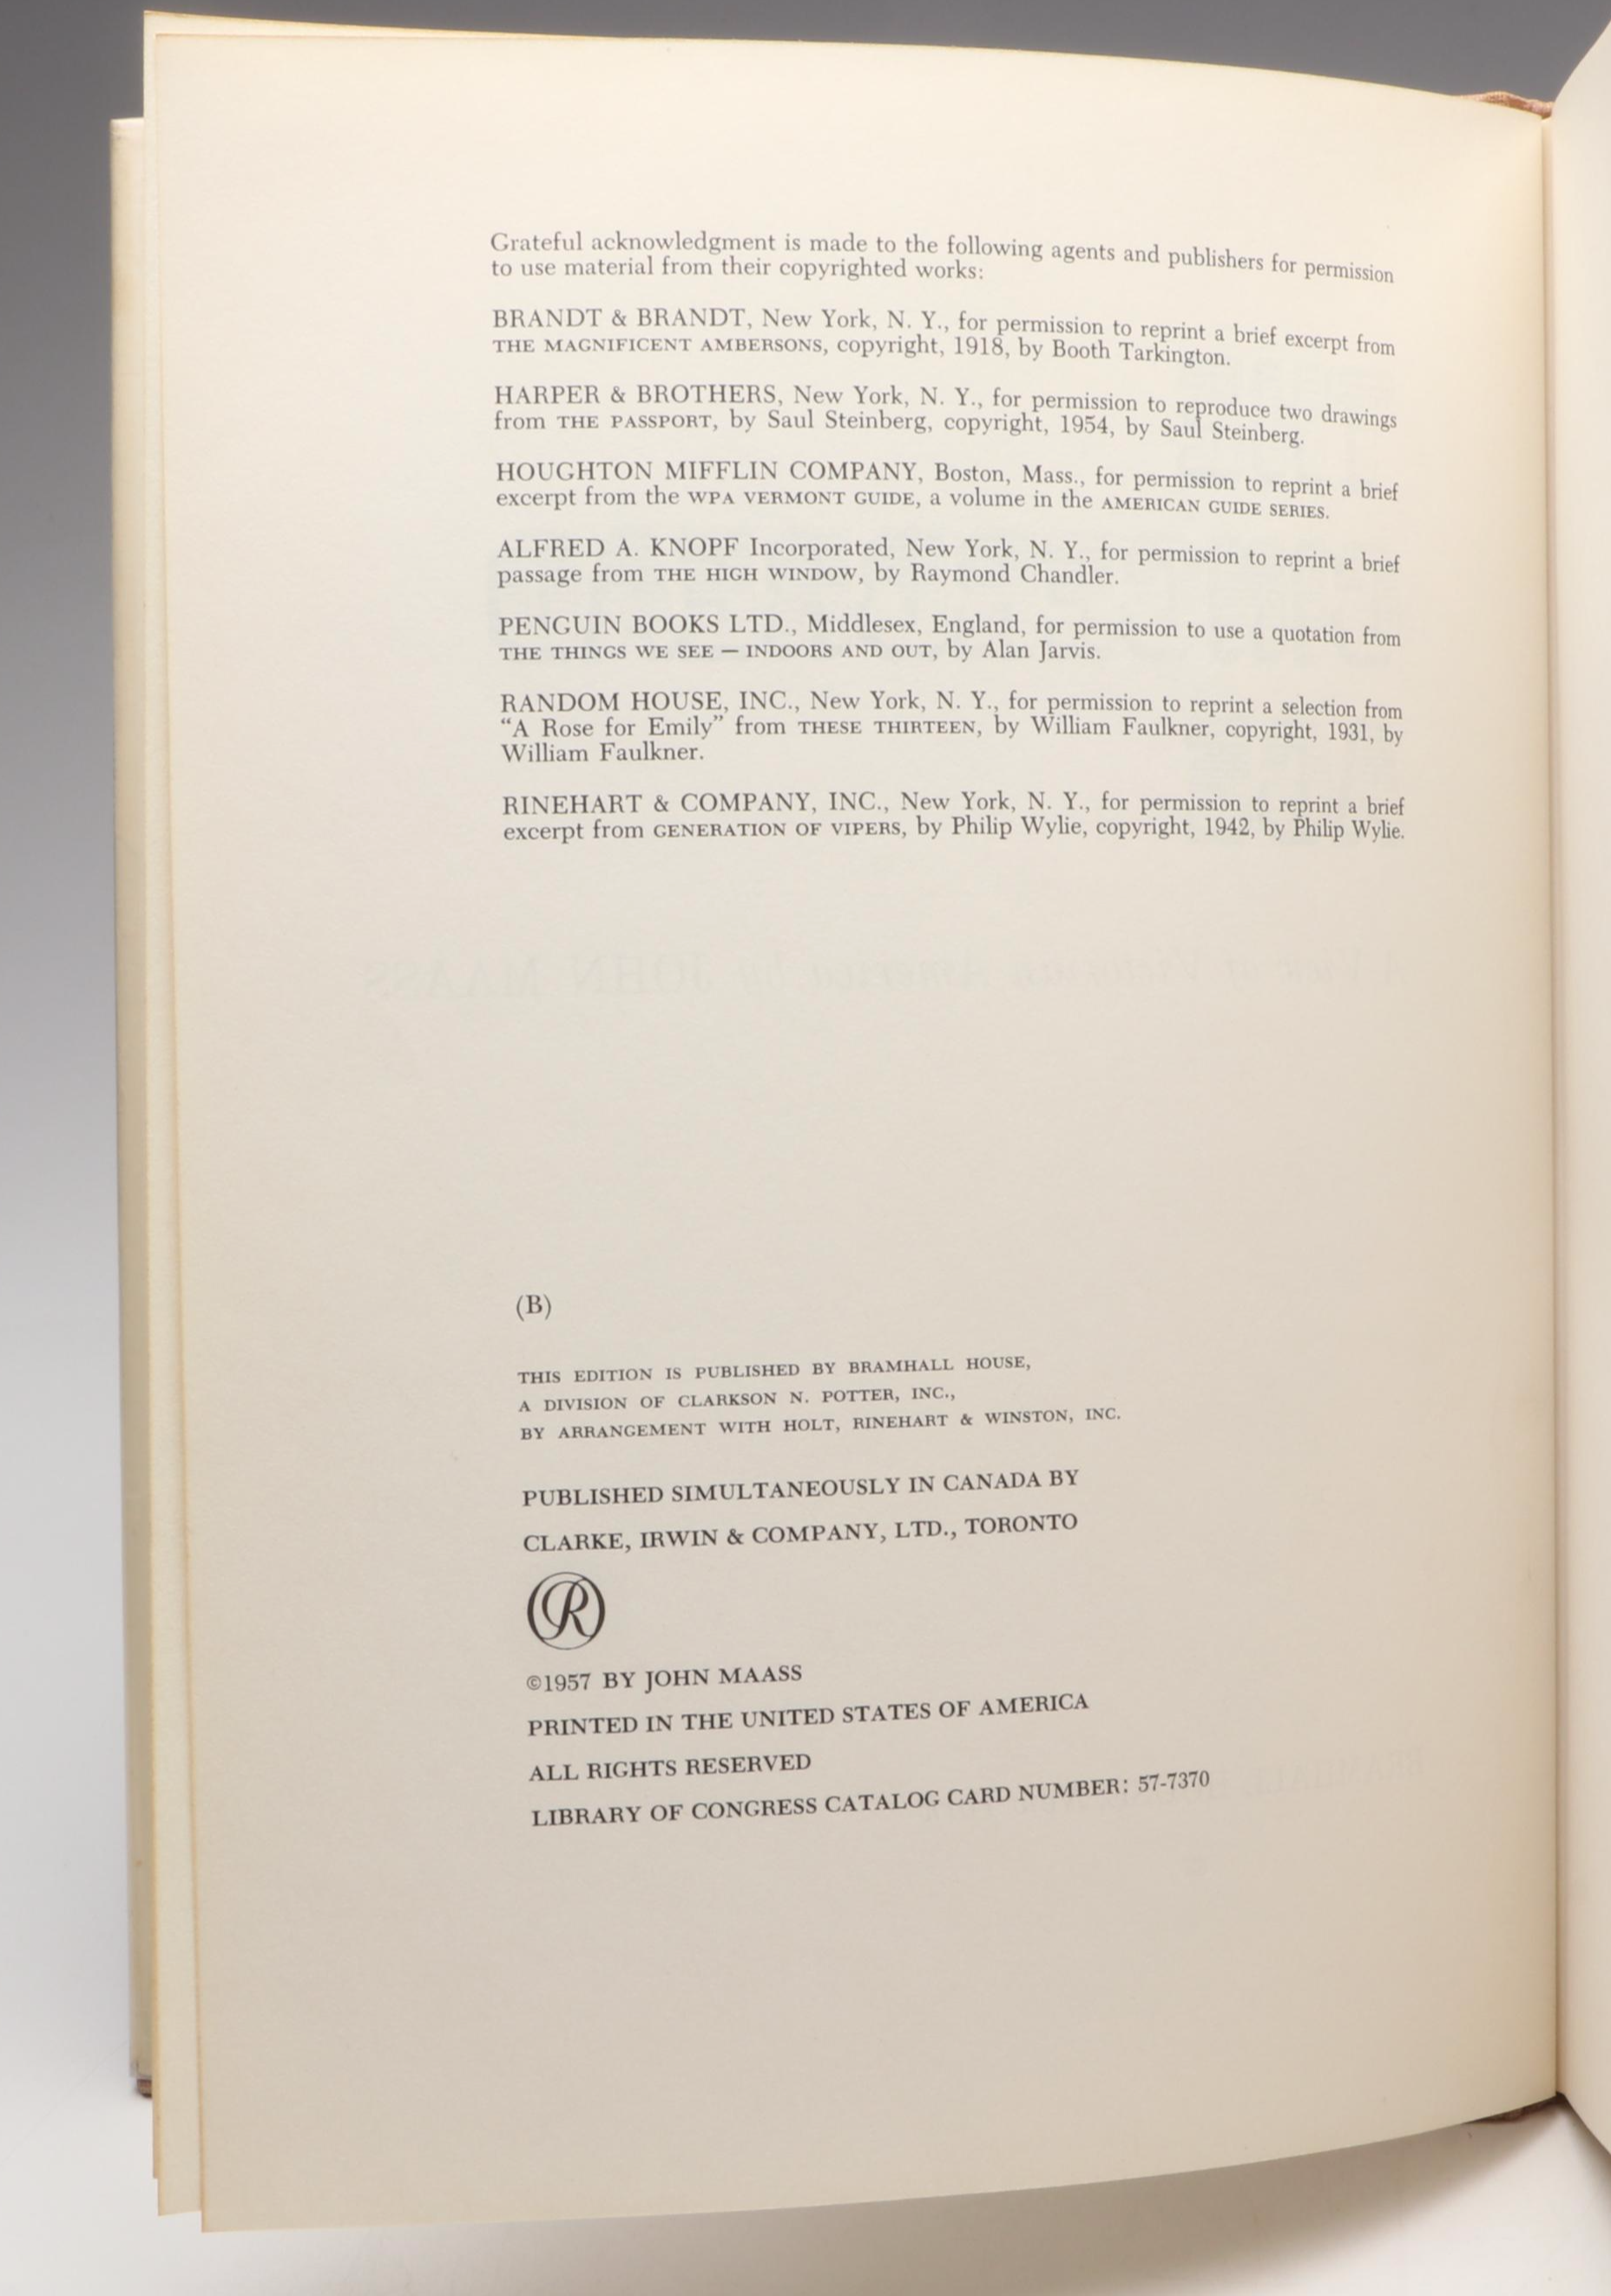 Grateful acknowledgment is made to the following agents and publishers for permission
to use material from their copyrighted works:
BRANDT & BRANDT, New York, N. Y., for permission to reprint a brief excerpt from
THE MAGNIFICENT AMBERSONS, copyright, 1918, by Booth Tarkington.
HARPER & BROTHERS, New York, N. Y., for permission to reproduce two drawings
from THE PASSPORT, by Saul Steinberg, copyright, 1954, by Saul Steinberg.
HOUGHTON MIFFLIN COMPANY, Boston, Mass., for permission to reprint a brief
excerpt from the WPA VERMONT GUIDE, a volume in the AMERICAN GUIDE SERIES.
ALFRED A. KNOPF Incorporated, New York, N. Y., for permission to reprint a brief
passage from THE HIGH WINDOW, by Raymond Chandler.
PENGUIN BOOKS LTD., Middlesex, England, for permission to use a quotation from
THE THINGS WE SEE — INDOORS AND OUT, by Alan Jarvis.
RANDOM HOUSE, INC., New York, N. Y., for permission to reprint a selection from
“A Rose for Emily” from THESE THIRTEEN, by William Faulkner, copyright, 1931, by
William Faulkner.
RINEHART & COMPANY, INC., New York, N. Y., for permission to reprint a brief
excerpt from GENERATION OF VIPERS, by Philip Wylie, copyright, 1942, by Philip Wylie.
(B)
THIS EDITION IS PUBLISHED BY BRAMHALL HOUSE,
A DIVISION OF CLARKSON N. POTTER, INC.,
BY ARRANGEMENT WITH HOLT, RINEHART & WINSTON, INC.
PUBLISHED SIMULTANEOUSLY IN CANADA BY
CLARKE, IRWIN & COMPANY, LTD., TORONTO
R
©1957 BY JOHN MAASS
PRINTED IN THE UNITED STATES OF AMERICA
ALL RIGHTS RESERVED
LIBRARY OF CONGRESS CATALOG CARD NUMBER: 57-7370